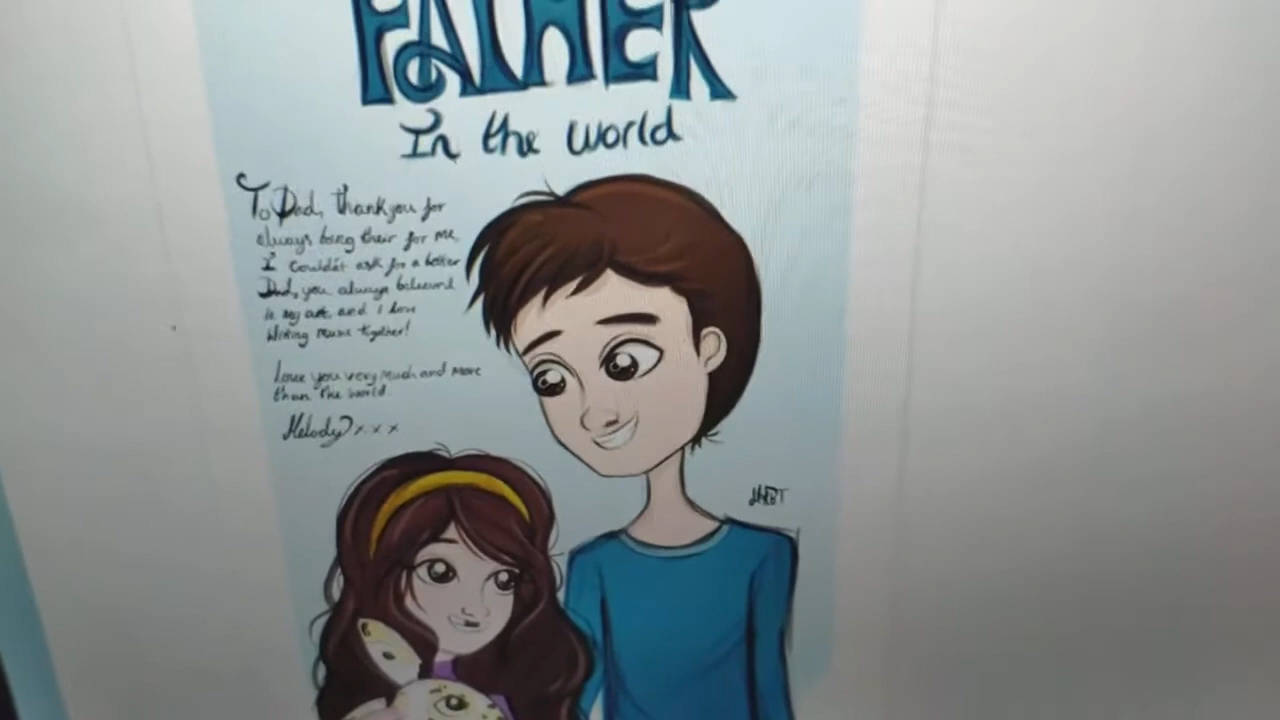 FATHER
In the world
To Dad, thankyou for
always being their for me,
I couldn't ask for a better
Dad, you always believed
in my art and I love
writing music together!
Love you very much and more
than the world.
Melody x x x